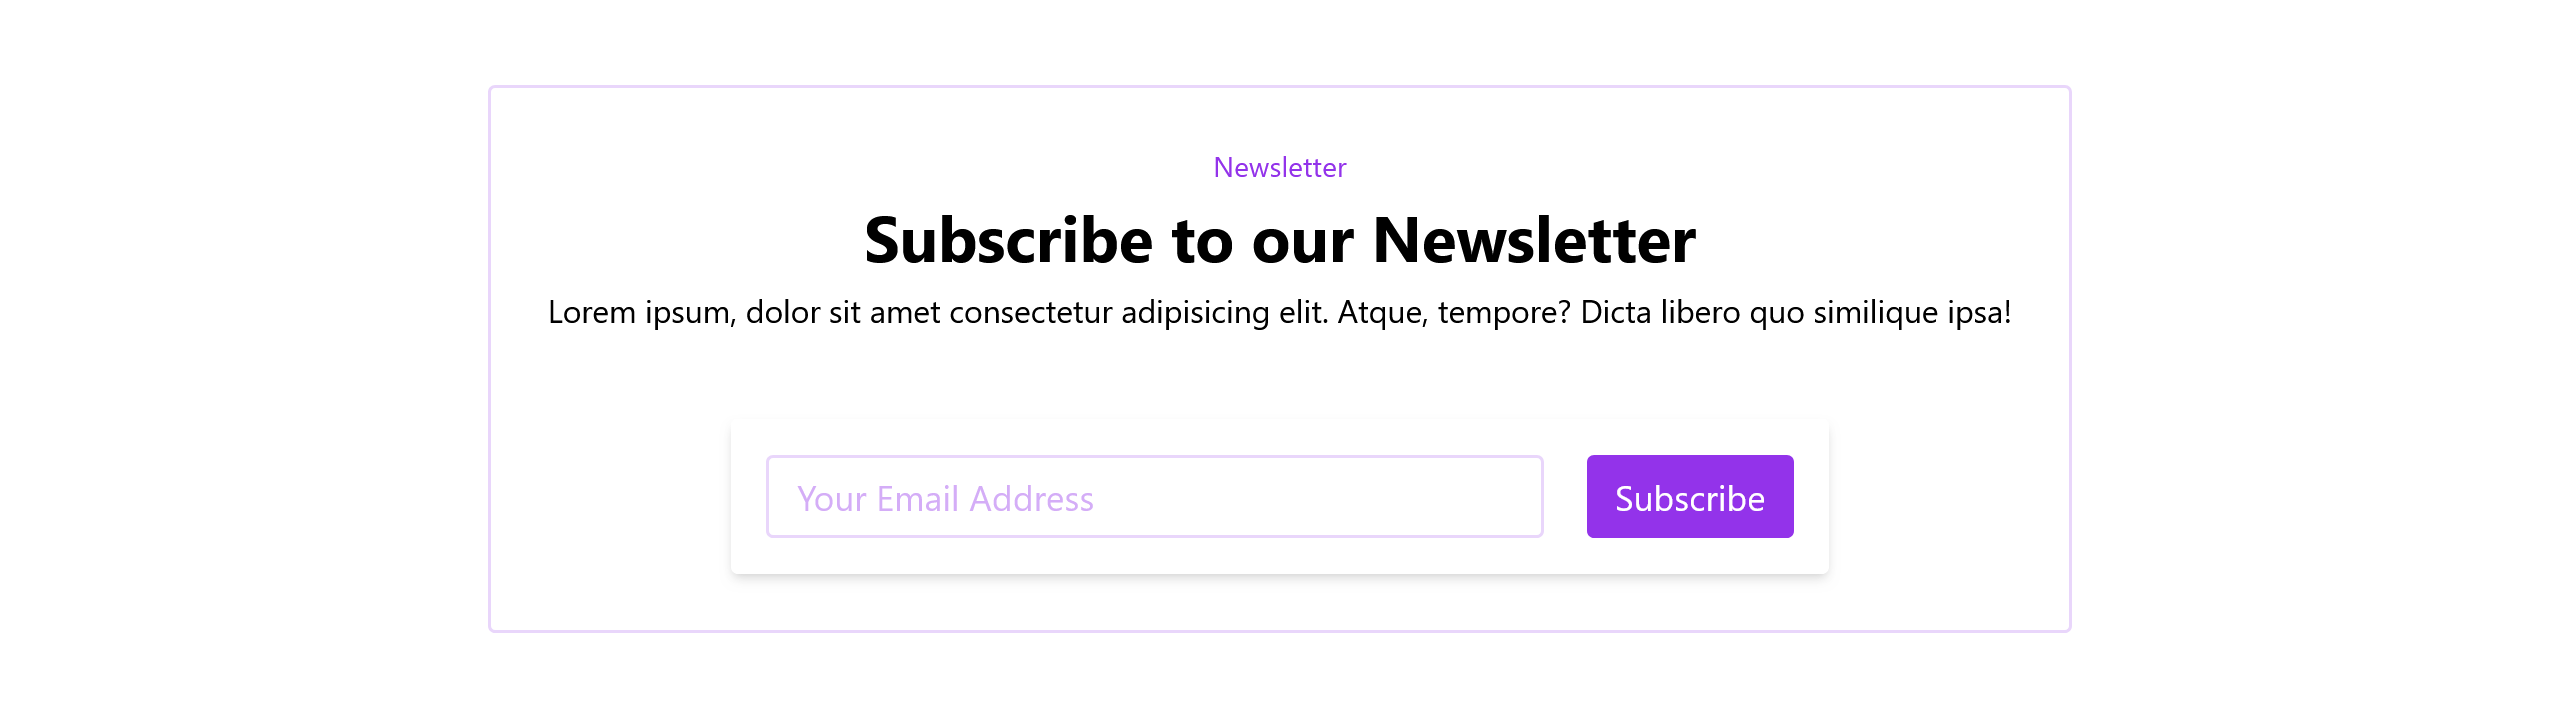 Newsletter
Subscribe to our Newsletter
Lorem ipsum, dolor sit amet consectetur adipisicing elit. Atque, tempore? Dicta libero quo similique ipsa!
Your Email Address
Subscribe